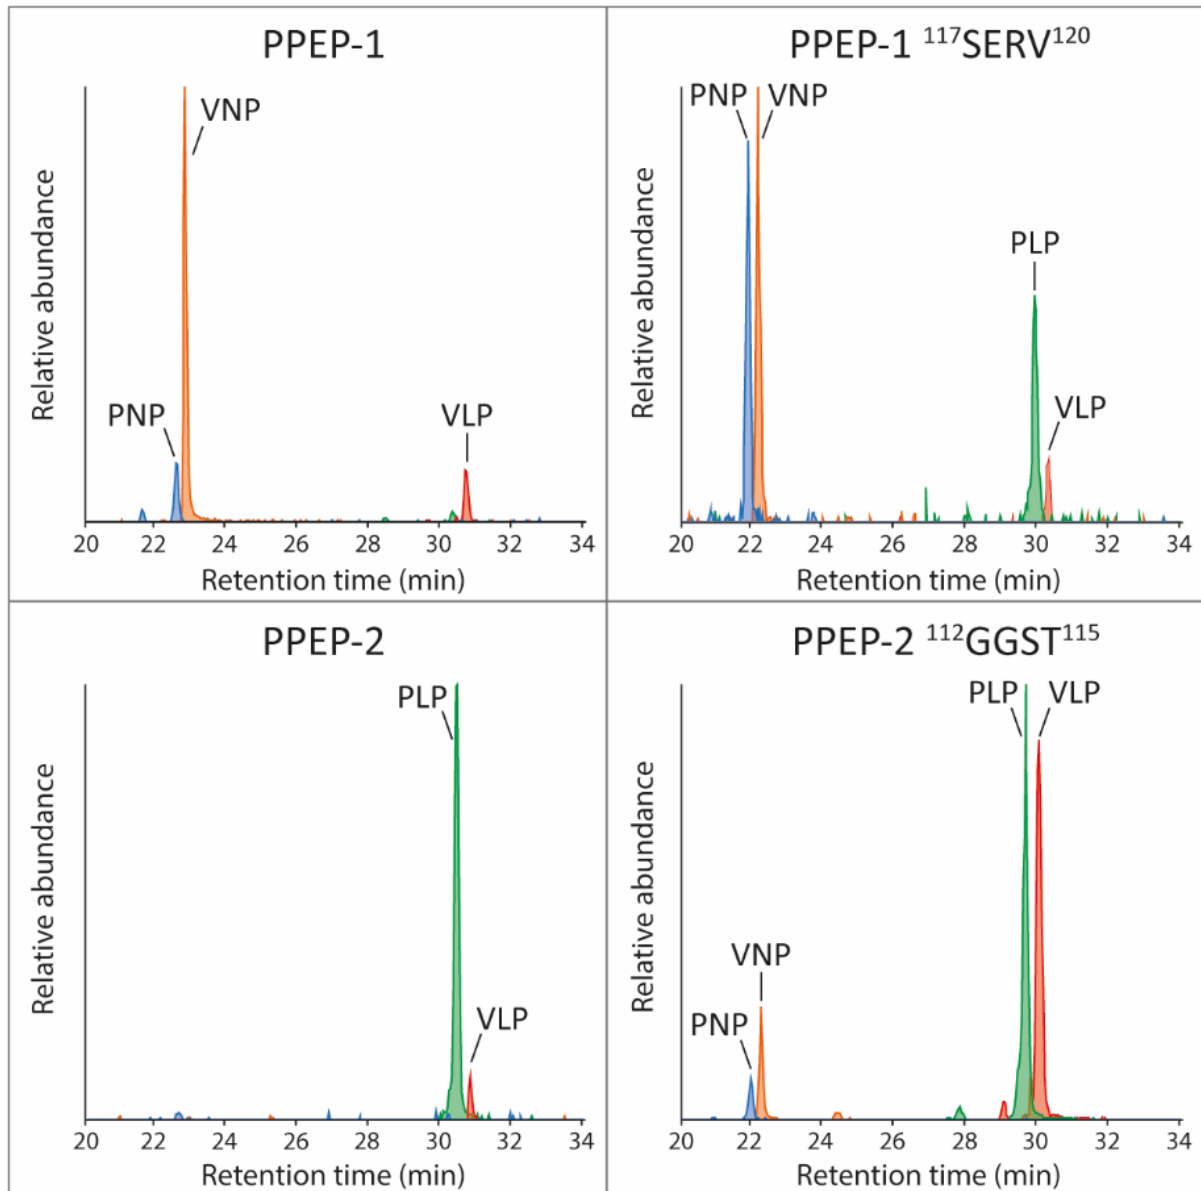 PPEP-1
VNP
PNP
VLP
Relative abundance
20 22 24 26 28 30 32 34
Retention time (min)
PPEP-1 ¹¹⁷SERV¹²⁰
PNP VNP
PLP
VLP
Relative abundance
20 22 24 26 28 30 32 34
Retention time (min)
PPEP-2
PLP
VLP
Relative abundance
20 22 24 26 28 30 32 34
Retention time (min)
PPEP-2 ¹¹²GGST¹¹⁵
PLP VLP
VNP
PNP
Relative abundance
20 22 24 26 28 30 32 34
Retention time (min)